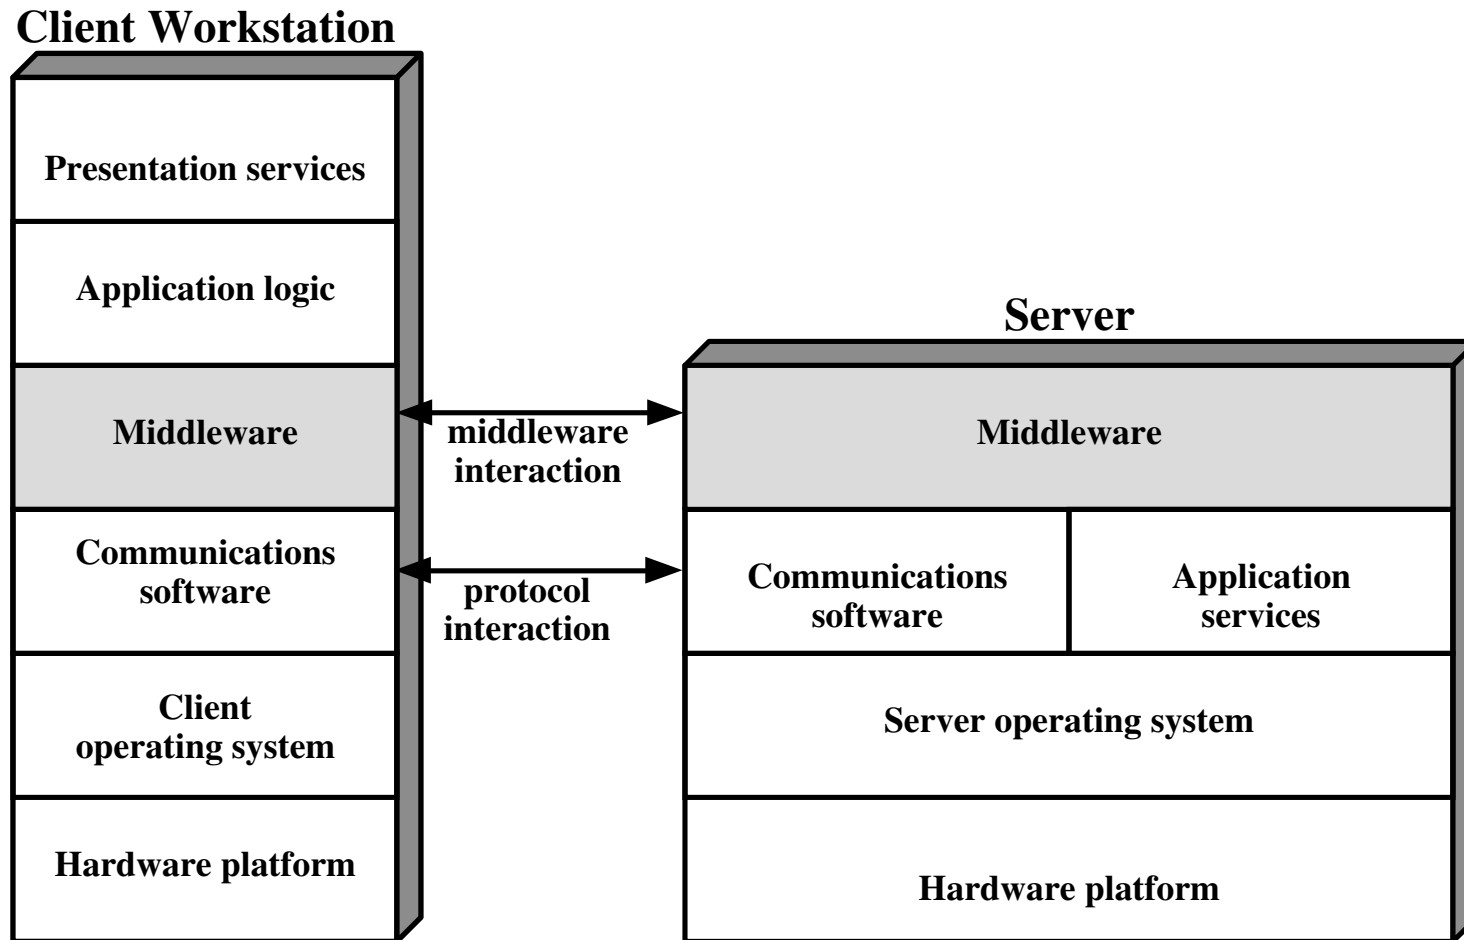 Client Workstation
Presentation services
Application logic
Middleware
Communications
software
Client
operating system
Hardware platform
middleware
interaction
protocol
interaction
Server
Middleware
Communications
software
Application
services
Server operating system
Hardware platform